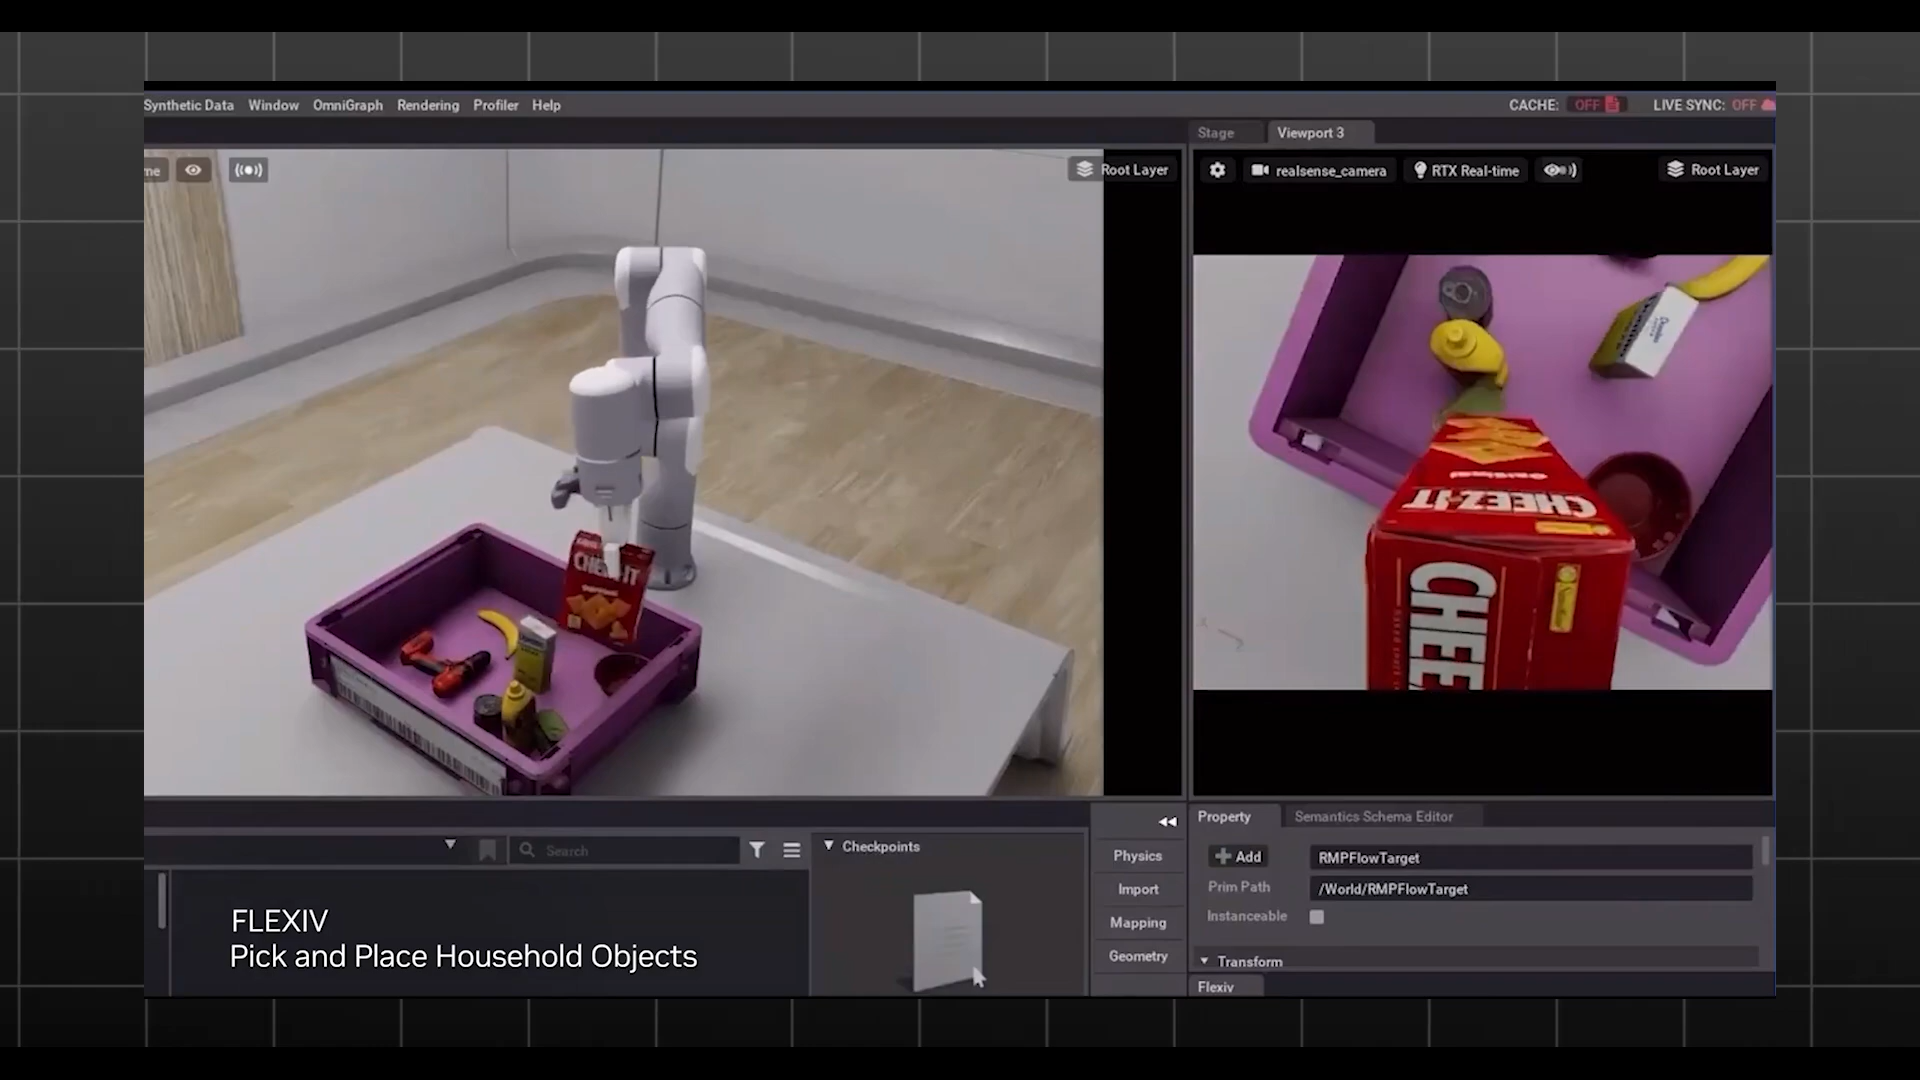 Synthetic Data Window OmniGraph Rendering Profiler Help
CACHE: OFF LIVE SYNC: OFF
Stage Viewport 3
me
Root Layer
realsense_camera RTX Real-time Root Layer
CHEEZ-IT
CHEEZ-IT
CHEE
Search
Checkpoints
FLEXIV
Pick and Place Household Objects
Physics
Import
Mapping
Geometry
Property Semantics Schema Editor
Add RMPFlowTarget
Prim Path /World/RMPFlowTarget
Instanceable
Transform
Flexiv